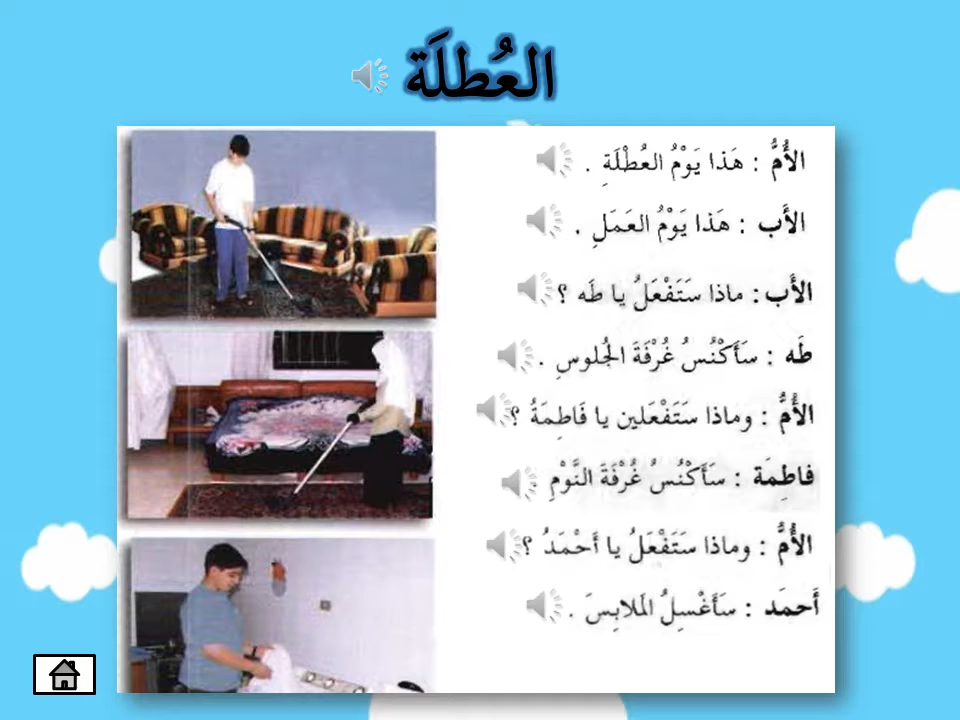 العُطلَة
الأُمُّ : هَذا يَوْمُ العُطْلَةِ .
الأَب : هَذا يَوْمُ العَمَلِ .
الأَب : ماذا سَتَفْعَلُ يا طَه ؟
طَه : سَأَكْنُسُ غُرْفَةَ الجُلوسِ .
الأُمُّ : وماذا سَتَفْعَلين يا فَاطِمَةُ ؟
فاطِمَة : سَأَكْنُسُ غُرْفَةَ النَّوْمِ
الأُمُّ : وماذا سَتَفْعَلُ يا أَحْمَدُ ؟
أَحمَد : سَأَغْسِلُ المَلابِسَ .